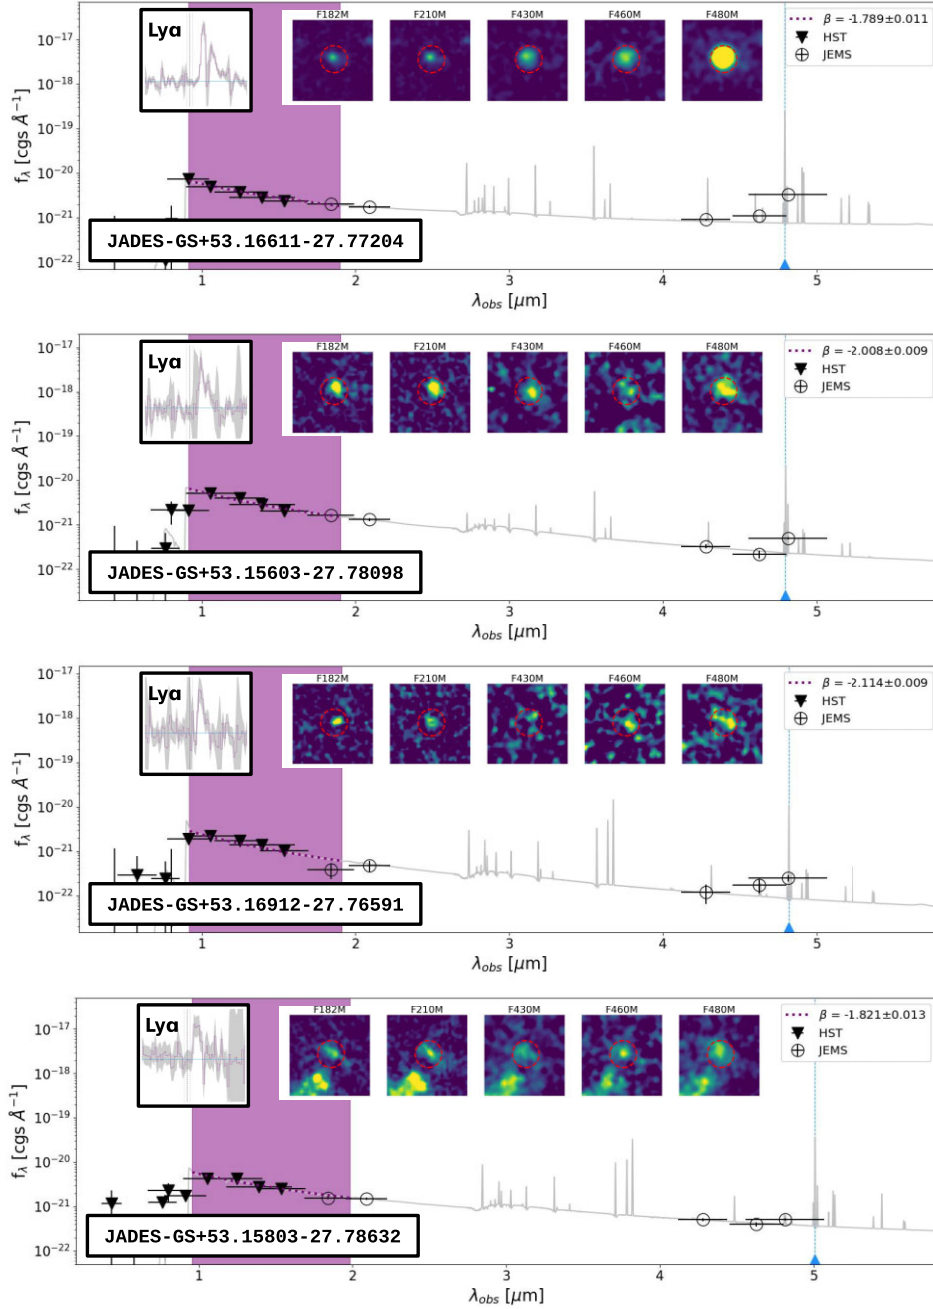 Lyα
F182M F210M F430M F460M F480M
β = -1.789±0.011
HST
JEMS
10⁻¹⁷
10⁻¹⁸
10⁻¹⁹
10⁻²⁰
10⁻²¹
10⁻²²
fλ [cgs Å⁻¹]
JADES-GS+53.16611-27.77204
1 2 3 4 5
λobs [μm]
Lyα
F182M F210M F430M F460M F480M
β = -2.008±0.009
HST
JEMS
10⁻¹⁷
10⁻¹⁸
10⁻¹⁹
10⁻²⁰
10⁻²¹
10⁻²²
fλ [cgs Å⁻¹]
JADES-GS+53.15603-27.78098
1 2 3 4 5
λobs [μm]
Lyα
F182M F210M F430M F460M F480M
β = -2.114±0.009
HST
JEMS
10⁻¹⁷
10⁻¹⁸
10⁻¹⁹
10⁻²⁰
10⁻²¹
10⁻²²
fλ [cgs Å⁻¹]
JADES-GS+53.16912-27.76591
1 2 3 4 5
λobs [μm]
Lyα
F182M F210M F430M F460M F480M
β = -1.821±0.013
HST
JEMS
10⁻¹⁷
10⁻¹⁸
10⁻¹⁹
10⁻²⁰
10⁻²¹
10⁻²²
fλ [cgs Å⁻¹]
JADES-GS+53.15803-27.78632
1 2 3 4 5
λobs [μm]